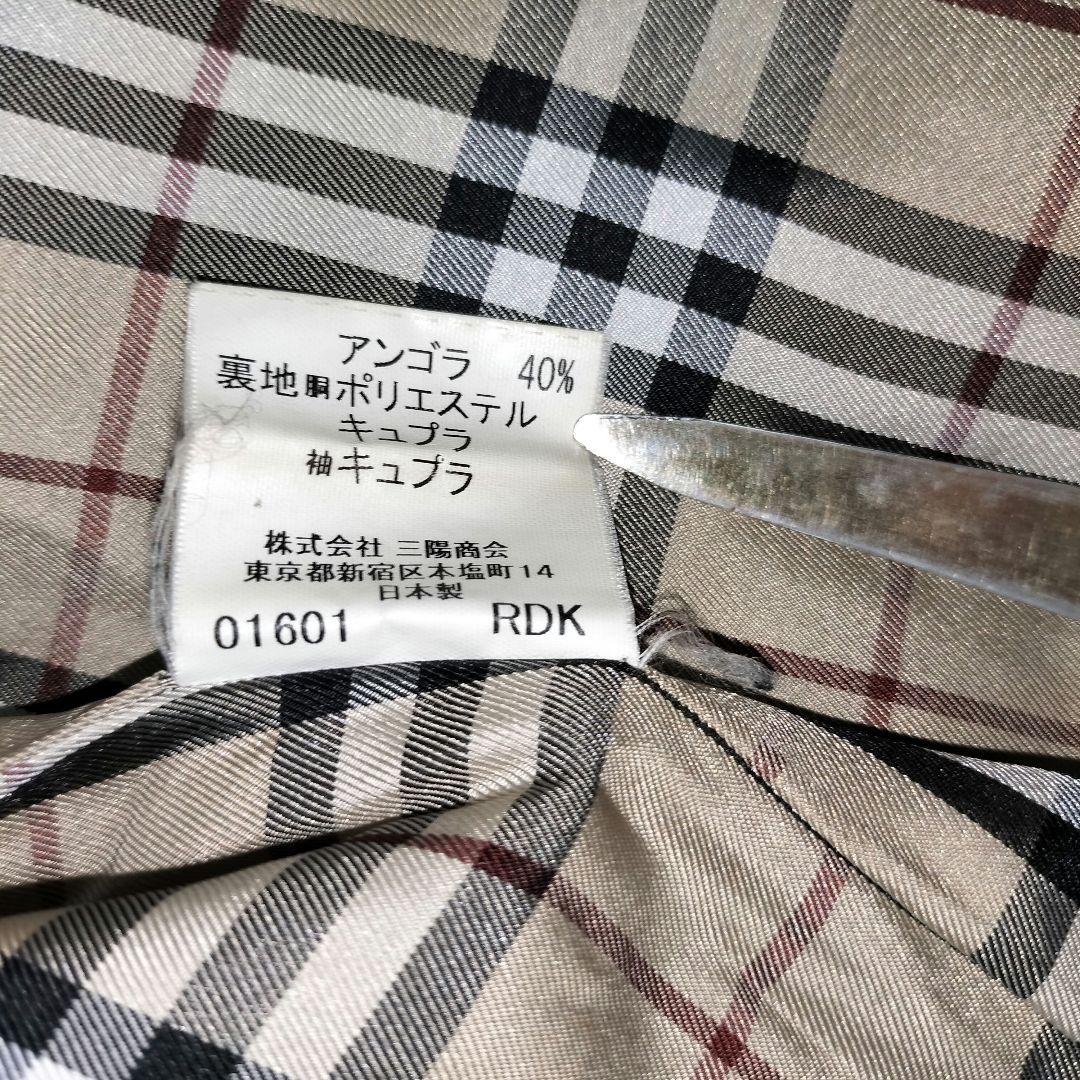 アンゴラ 40%
裏地胴ポリエステル
キュプラ
袖キュプラ
株式会社 三陽商会
東京都新宿区本塩町14
日本製
01601 RDK